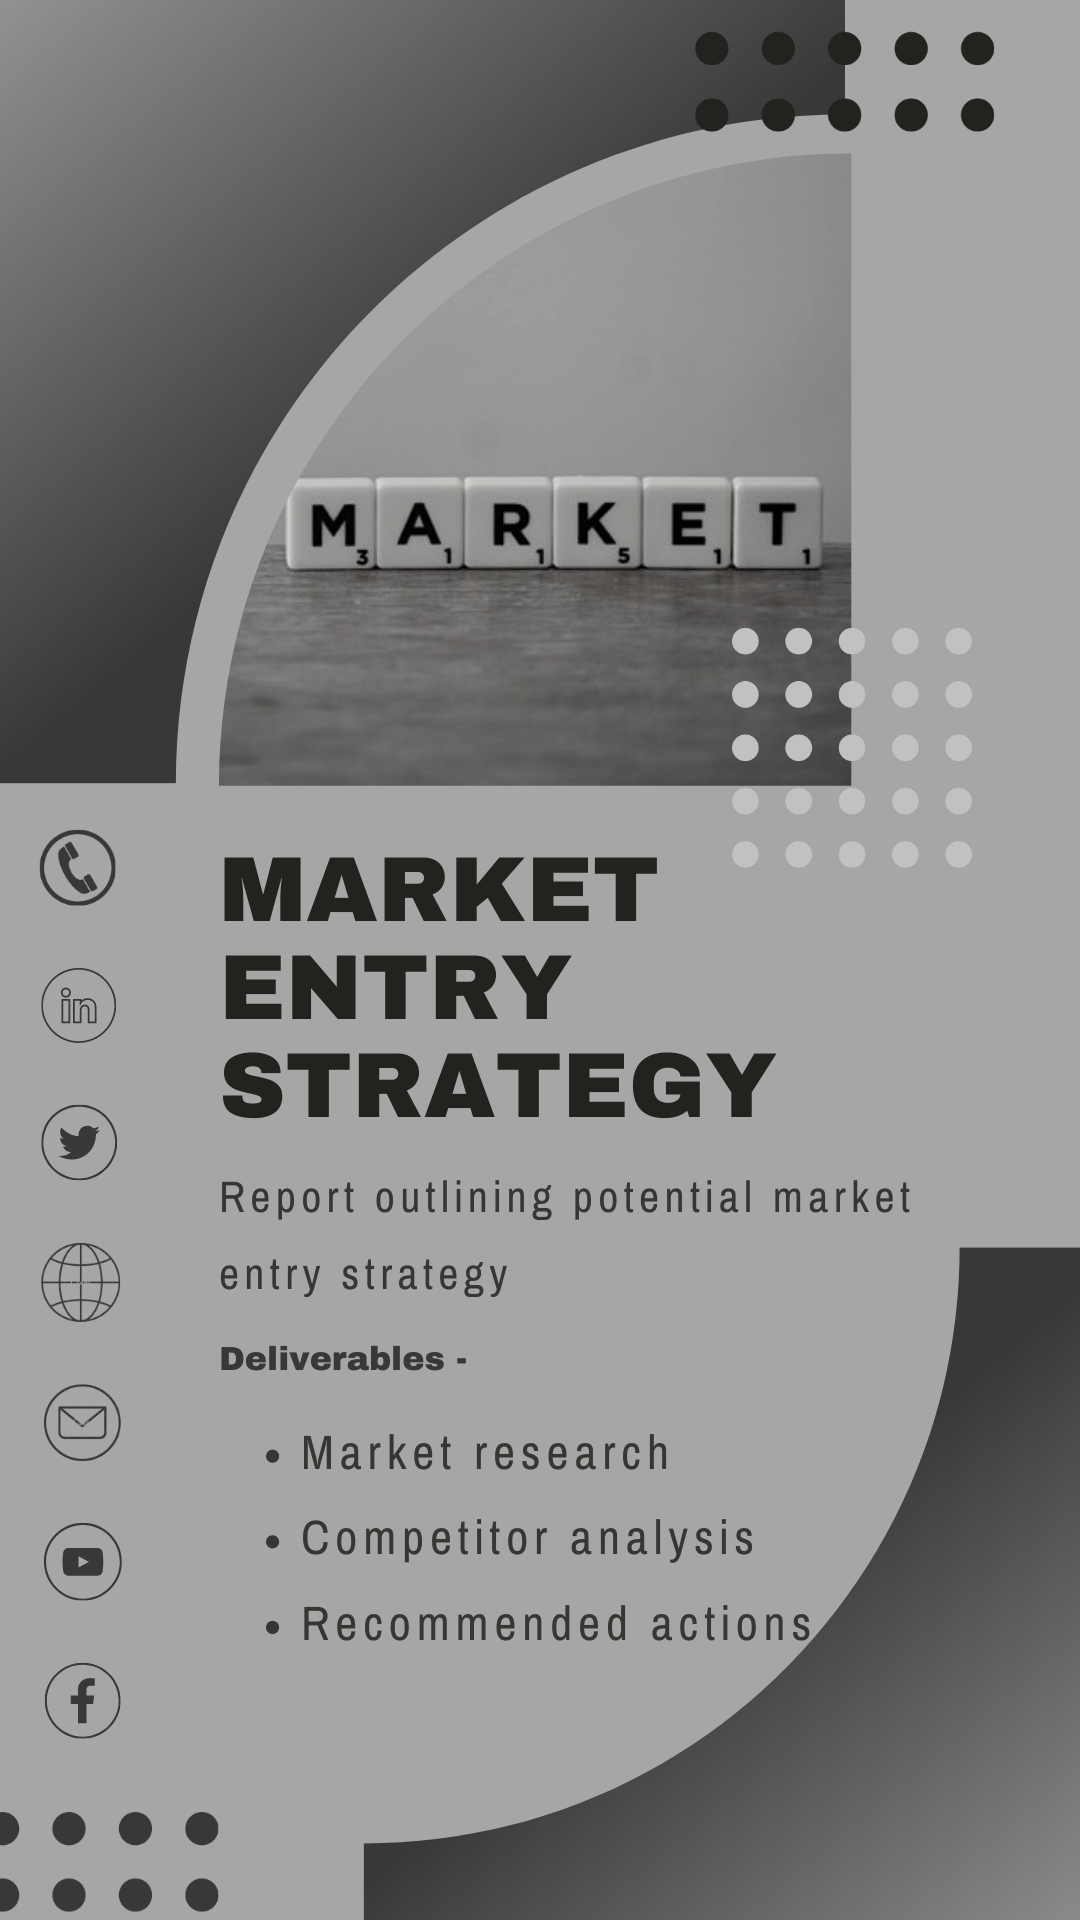 M3 A1 R1 K5 E1 T1
MARKET
ENTRY
STRATEGY
Report outlining potential market
entry strategy
Deliverables -
• Market research
• Competitor analysis
• Recommended actions
in
f